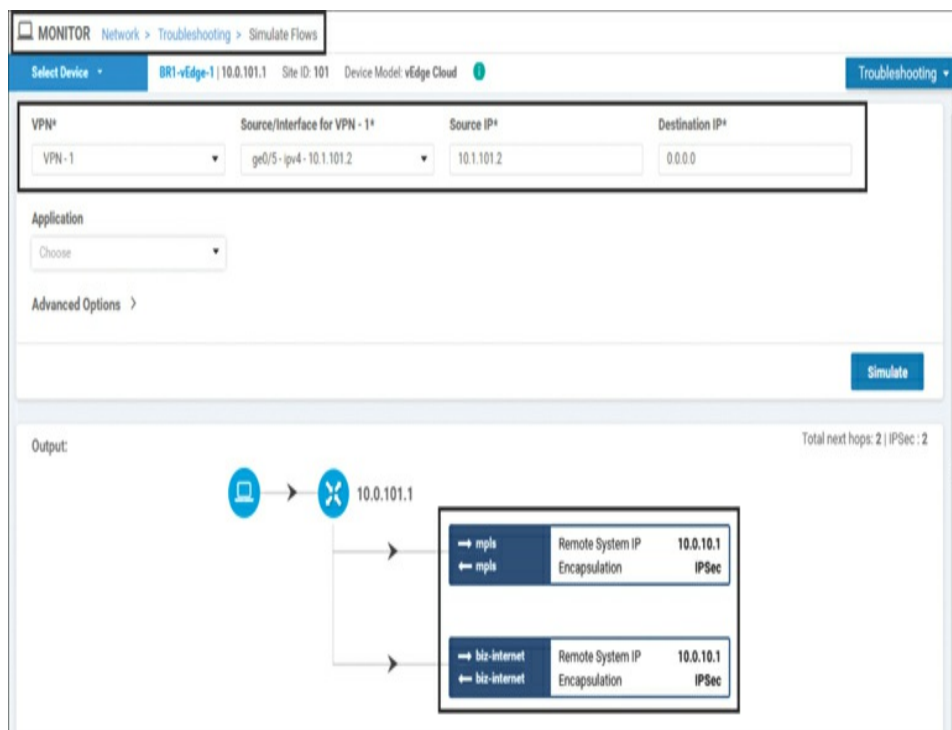 MONITOR Network > Troubleshooting > Simulate Flows
Select Device BR1-vEdge-1 | 10.0.101.1 Site ID: 101 Device Model: vEdge Cloud i Troubleshooting
VPN* Source/Interface for VPN - 1* Source IP* Destination IP*
VPN - 1 ge0/5 - ipv4 - 10.1.101.2 10.1.101.2 0.0.0.0
Application
Choose
Advanced Options >
Simulate
Output: Total next hops: 2 | IPSec : 2
10.0.101.1
→ mpls Remote System IP 10.0.10.1
← mpls Encapsulation IPSec
→ biz-internet Remote System IP 10.0.10.1
← biz-internet Encapsulation IPSec